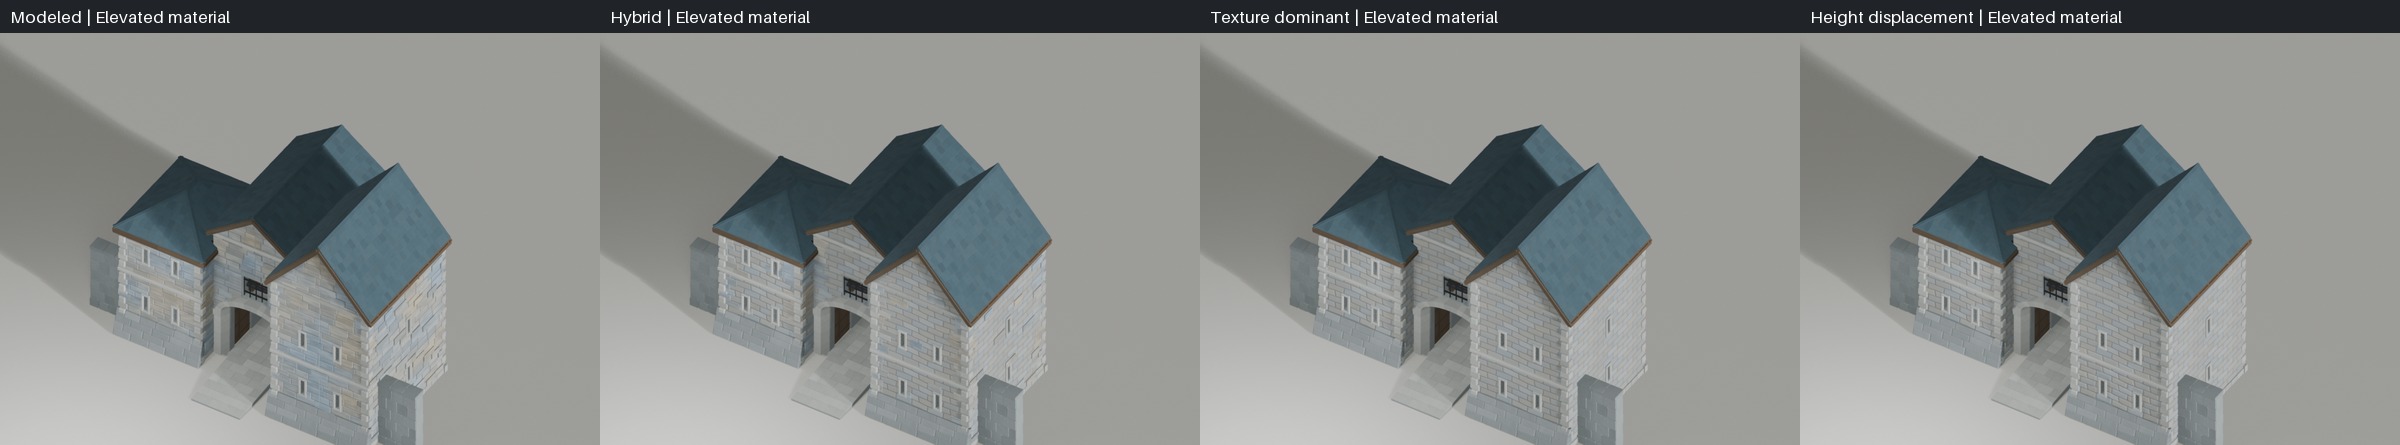 Modeled | Elevated material
Hybrid | Elevated material
Texture dominant | Elevated material
Height displacement | Elevated material